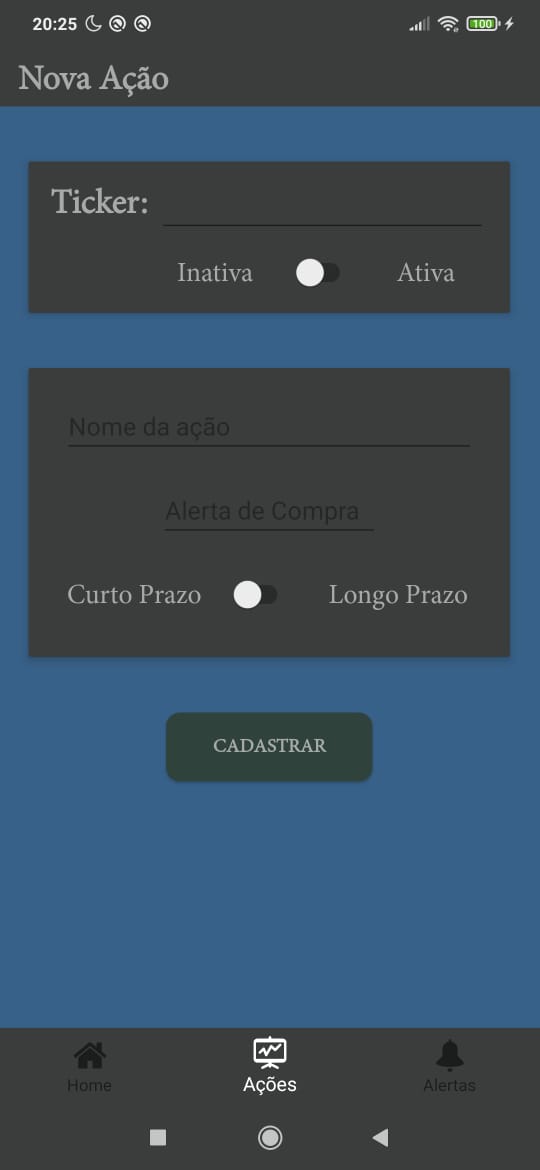 20:25 100
Nova Ação
Ticker:
Inativa Ativa
Nome da ação
Alerta de Compra
Curto Prazo Longo Prazo
CADASTRAR
Home Ações Alertas